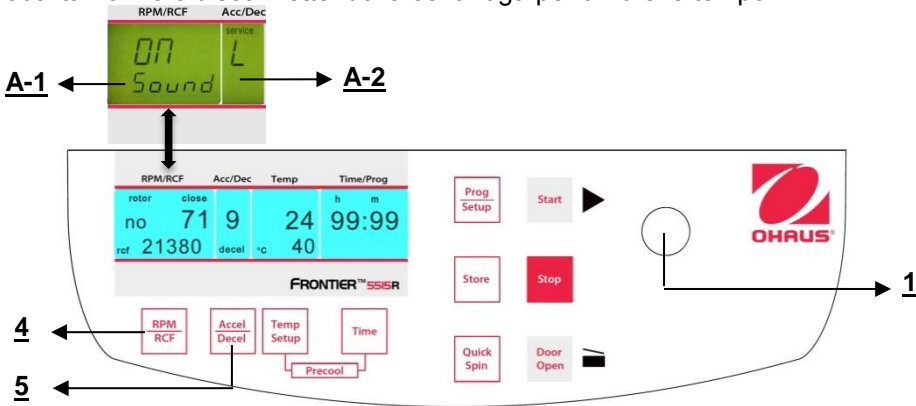 RPM/RCF Acc/Dec
service
ON L
Sound
A-1 A-2
RPM/RCF Acc/Dec Temp Time/Prog
rotor close h m
no 71 9 24 99:99
rcf 21380 decel °C 40
FRONTIER™ 5515R
Prog Setup
Start
OHAUS®
Store
Stop
1
4
RPM RCF
Accel Decel
Temp Setup
Time
Precool
5
Quick Spin
Door Open